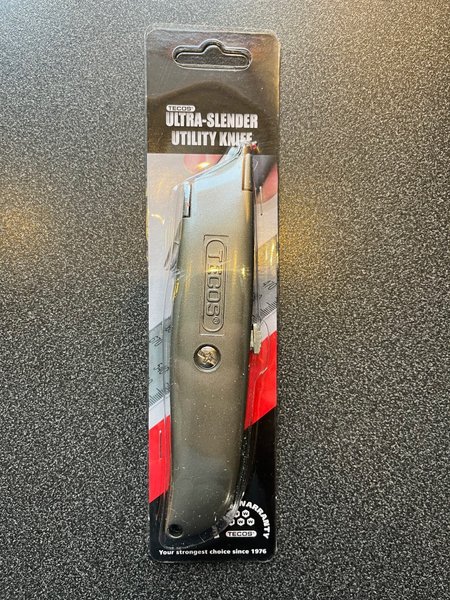 TECOS®
ULTRA-SLENDER
UTILITY KNIFE
TECOS®
WARRANTY
TECOS®
Your strongest choice since 1976